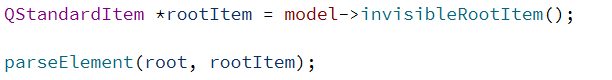 QStandardItem *rootItem = model->invisibleRootItem();
parseElement(root, rootItem);